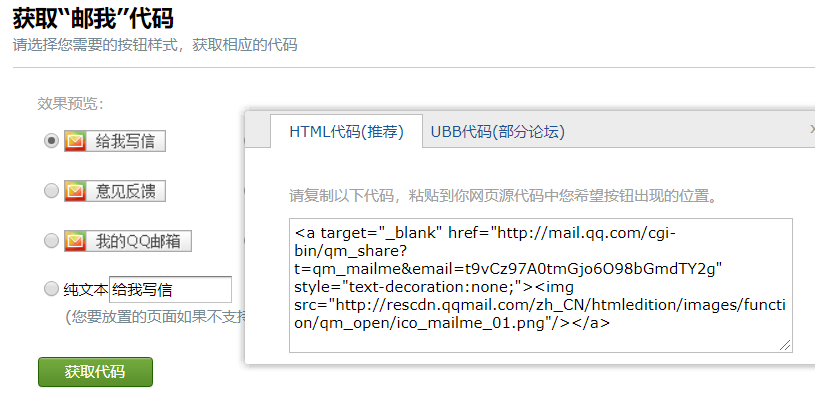 获取“邮我”代码
请选择您需要的按钮样式，获取相应的代码
效果预览：
给我写信
意见反馈
我的QQ邮箱
纯文本 给我写信
(您要放置的页面如果不支持
获取代码
HTML代码(推荐) UBB代码(部分论坛)
请复制以下代码，粘贴到你网页源代码中您希望按钮出现的位置。
<a target="_blank" href="http://mail.qq.com/cgi-
bin/qm_share?
t=qm_mailme&email=t9vCz97A0tmGjo6O98bGmdTY2g"
style="text-decoration:none;"><img
src="http://rescdn.qqmail.com/zh_CN/htmledition/images/functi
on/qm_open/ico_mailme_01.png"/></a>